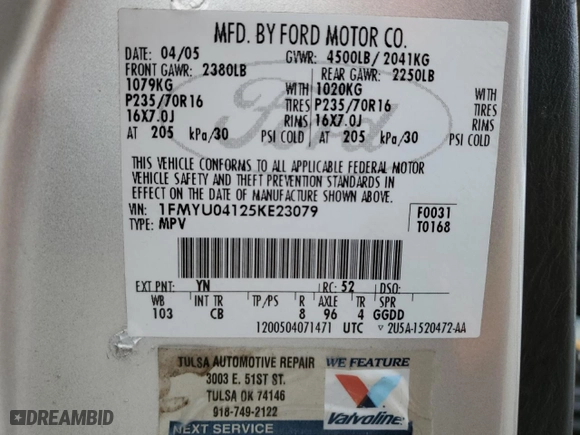 MFD. BY FORD MOTOR CO.
DATE: 04/05 GVWR: 4500LB/ 2041KG
FRONT GAWR: 2380LB REAR GAWR: 2250LB
1079KG WITH 1020KG WITH
P235/70R16 TIRES P235/70R16 TIRES
16X7.0J RIMS 16X7.0J RIMS
AT 205 kPa/30 PSI COLD AT 205 kPa/30 PSI COLD
Ford
THIS VEHICLE CONFORMS TO ALL APPLICABLE FEDERAL MOTOR
VEHICLE SAFETY AND THEFT PREVENTION STANDARDS IN
EFFECT ON THE DATE OF MANUFACTURE SHOWN ABOVE.
VIN: 1FMYU04125KE23079 F0031
TYPE: MPV T0168
EXT PNT: YN RC: 52 DSO:
WB INT TR TP/PS R AXLE TR SPR
103 CB 8 96 4 GGDD
1200504071471 UTC ▽ 2U5A-1520472-AA
TULSA AUTOMOTIVE REPAIR
3003 E. 51ST ST.
TULSA OK 74146
918-749-2122
NEXT SERVICE
WE FEATURE
Valvoline
DREAMBID